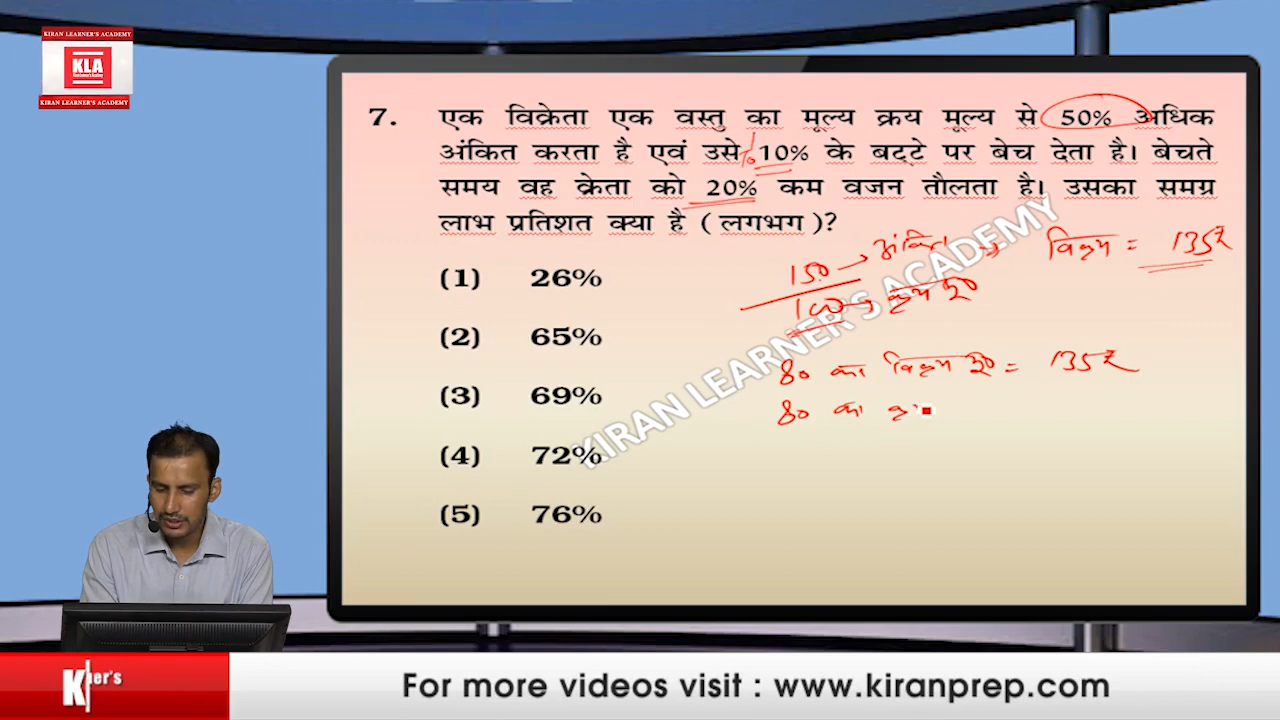 KIRAN LEARNER'S ACADEMY
KLA
KIRAN LEARNER'S ACADEMY
7. एक विक्रेता एक वस्तु का मूल्य क्रय मूल्य से 50% अधिक
अंकित करता है एवं उसे 10% के बट्टे पर बेच देता है। बेचते
समय वह क्रेता को 20% कम वजन तौलता है। उसका समग्र
लाभ प्रतिशत क्या है ( लगभग )?
(1) 26%
(2) 65%
(3) 69%
(4) 72%
(5) 76%
150 → अंकित → विक्रय = 135₹
100 → क्रय मू०
80 का विक्रय मू० = 135₹
80 का क्र
KIRAN LEARNER'S ACADEMY
For more videos visit : www.kiranprep.com